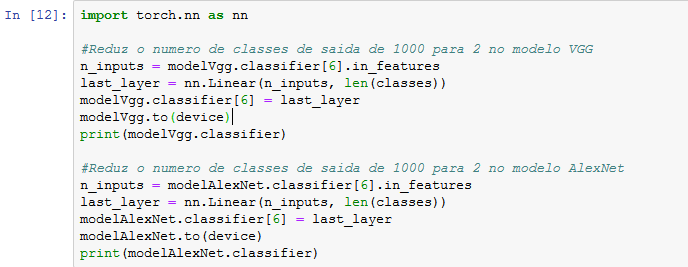 In [12]: import torch.nn as nn
#Reduz o numero de classes de saida de 1000 para 2 no modelo VGG
n_inputs = modelVgg.classifier[6].in_features
last_layer = nn.Linear(n_inputs, len(classes))
modelVgg.classifier[6] = last_layer
modelVgg.to(device)
print(modelVgg.classifier)
#Reduz o numero de classes de saida de 1000 para 2 no modelo AlexNet
n_inputs = modelAlexNet.classifier[6].in_features
last_layer = nn.Linear(n_inputs, len(classes))
modelAlexNet.classifier[6] = last_layer
modelAlexNet.to(device)
print(modelAlexNet.classifier)